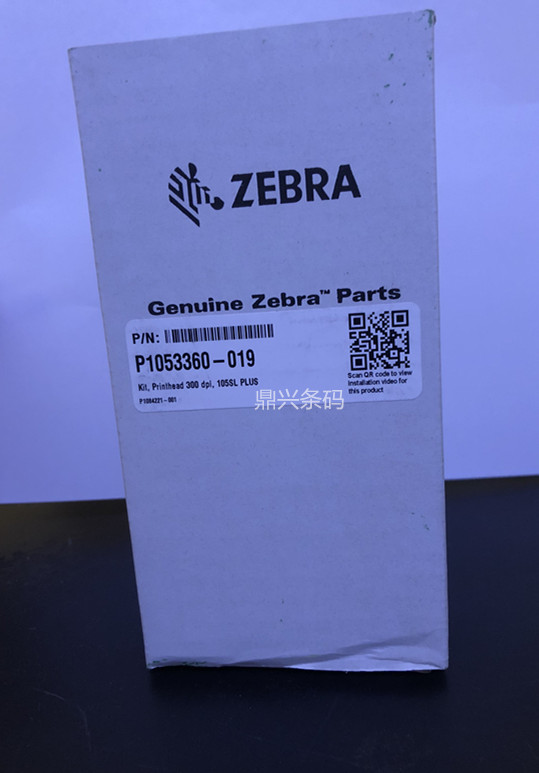 ZEBRA
Genuine Zebra™ Parts
P/N:
P1053360-019
Kit, Printhead 300 dpi, 105SL PLUS
P1084221-001
Scan QR code to view
installation video for
this product
鼎兴条码